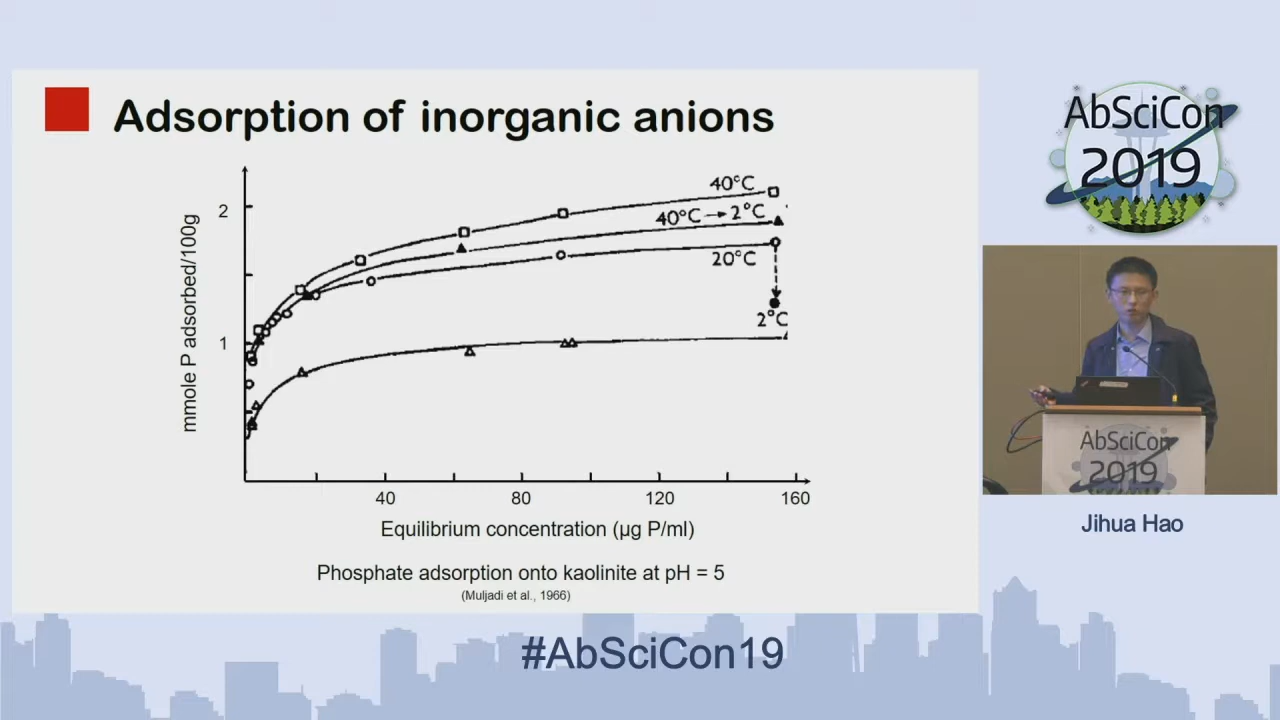 Adsorption of inorganic anions
40°C
40°C → 2°C
20°C
2°C
2
1
mmole P adsorbed/100g
40
80
120
160
Equilibrium concentration (µg P/ml)
Phosphate adsorption onto kaolinite at pH = 5
(Muljadi et al., 1966)
AbSciCon
2019
AbSciCon
2019
Jihua Hao
#AbSciCon19